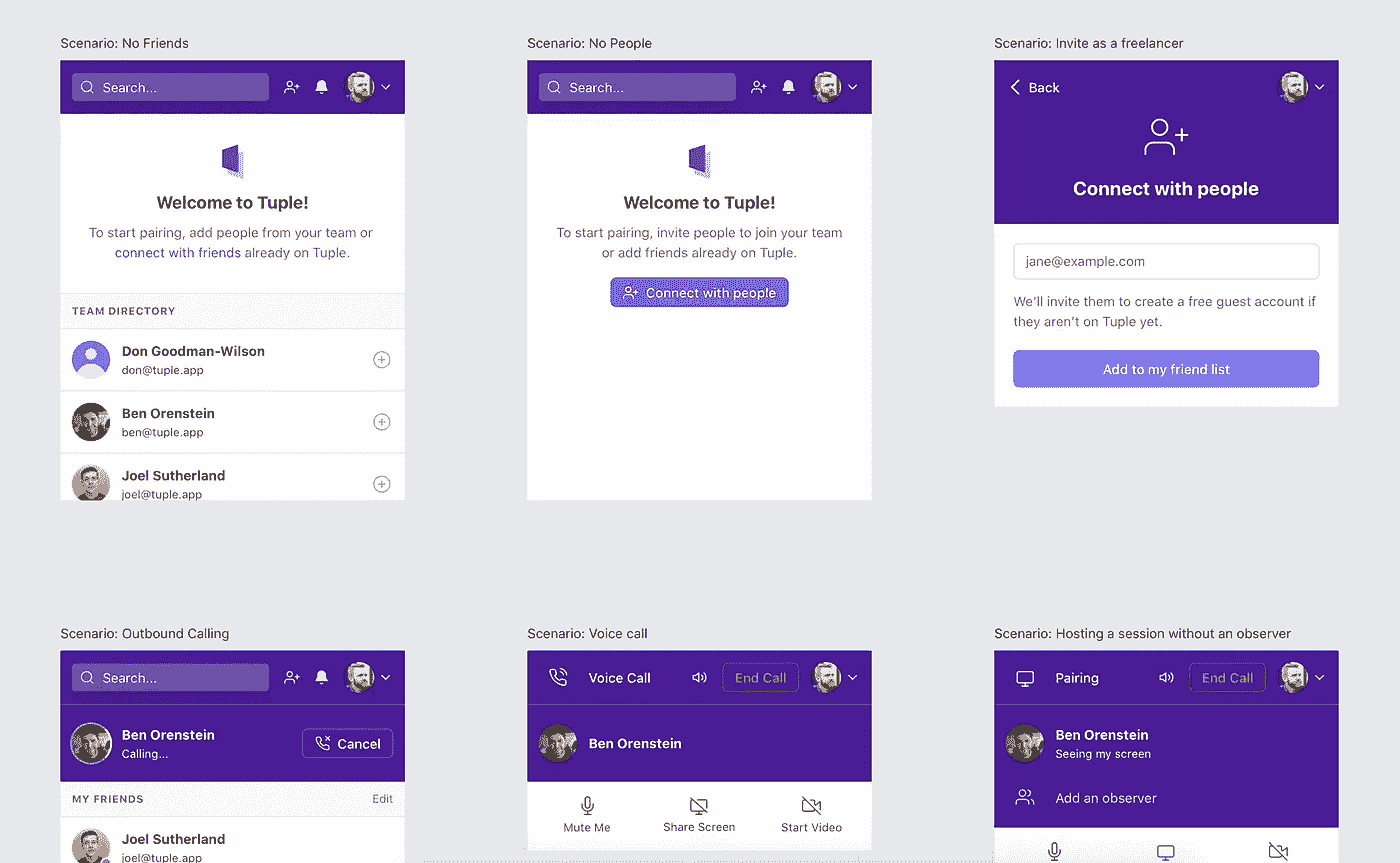 Scenario: No Friends
Search...
Welcome to Tuple!
To start pairing, add people from your team or
connect with friends already on Tuple.
TEAM DIRECTORY
Don Goodman-Wilson
don@tuple.app
Ben Orenstein
ben@tuple.app
Joel Sutherland
joel@tuple.app
Scenario: No People
Search...
Welcome to Tuple!
To start pairing, invite people to join your team
or add friends already on Tuple.
Connect with people
Scenario: Invite as a freelancer
Back
Connect with people
jane@example.com
We’ll invite them to create a free guest account if
they aren’t on Tuple yet.
Add to my friend list
Scenario: Outbound Calling
Search...
Ben Orenstein
Calling...
Cancel
MY FRIENDS
Edit
Joel Sutherland
joel@tuple.app
Scenario: Voice call
Voice Call
End Call
Ben Orenstein
Mute Me
Share Screen
Start Video
Scenario: Hosting a session without an observer
Pairing
End Call
Ben Orenstein
Seeing my screen
Add an observer